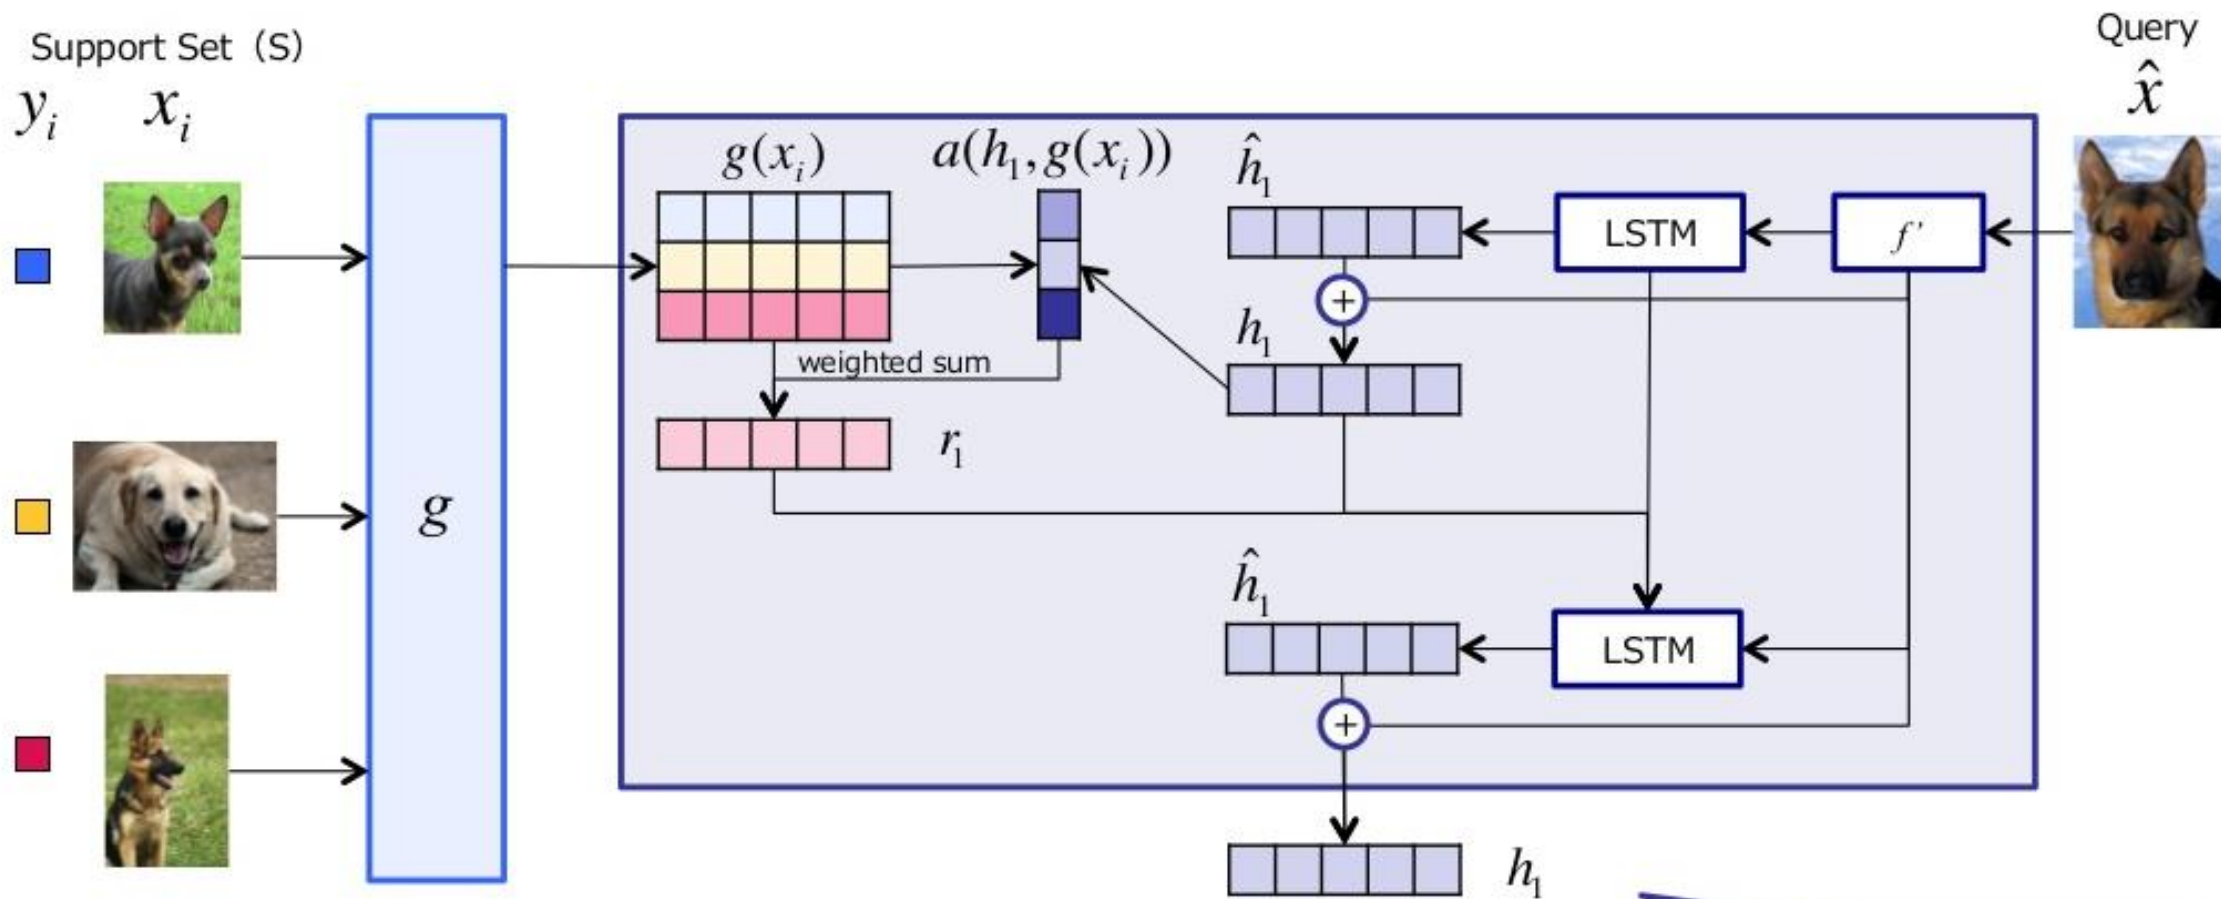 Support Set (S)
Query
y_i x_i
x̂
g(x_i) a(h_1, g(x_i)) ĥ_1
LSTM
f'
+
h_1
weighted sum
r_1
g
ĥ_1
LSTM
+
h_1